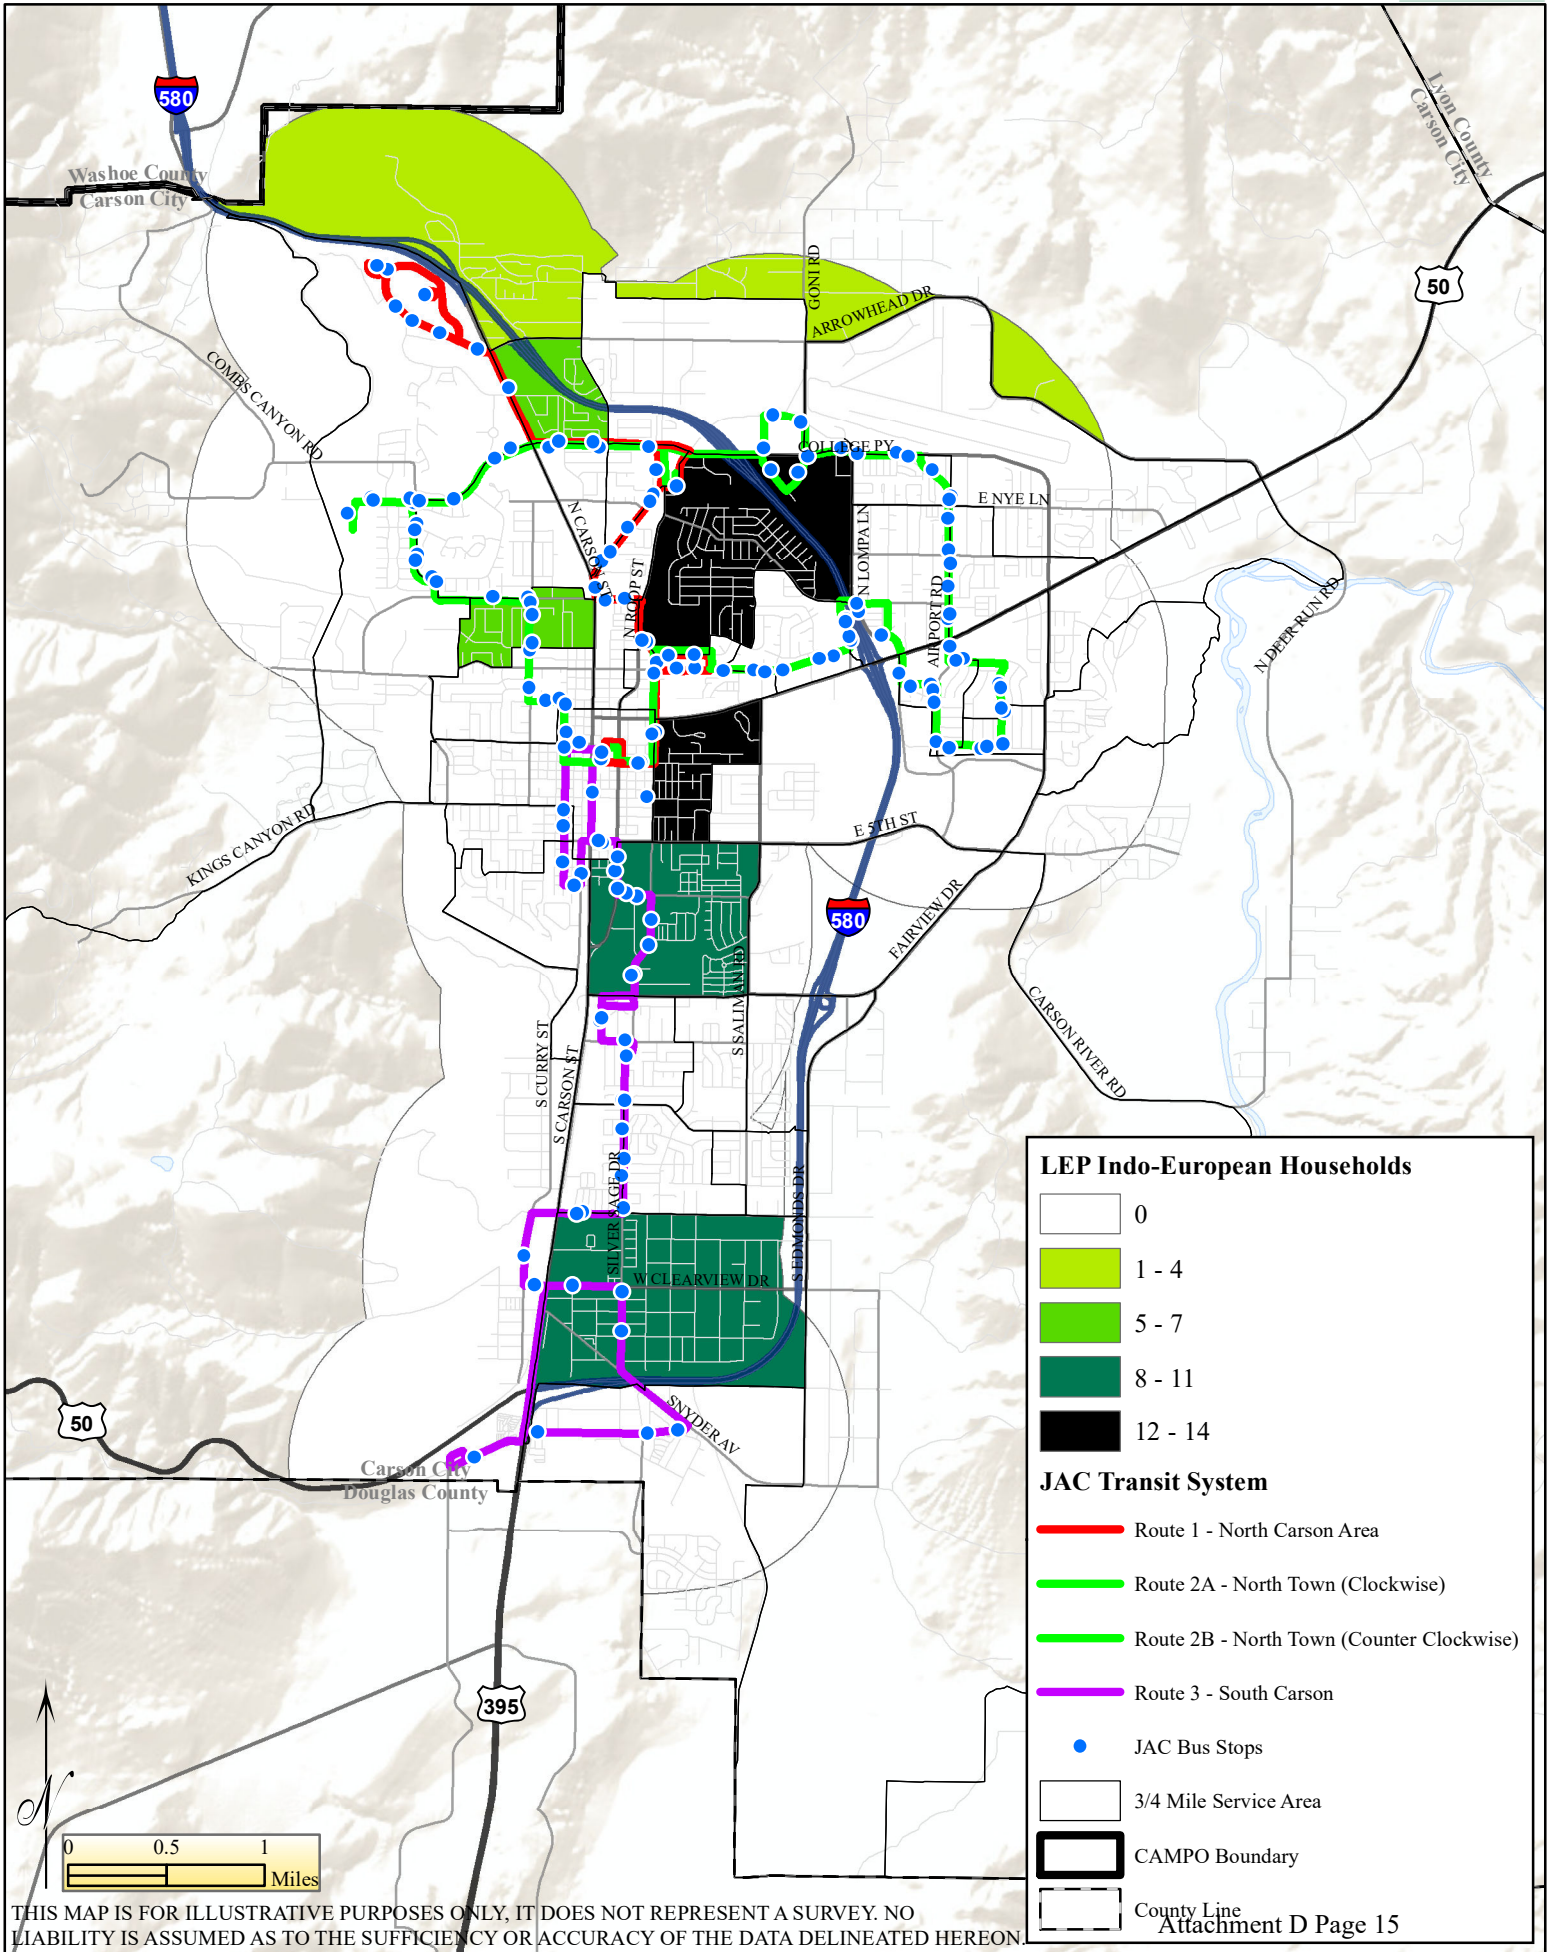 580
Washoe County
Carson City
Lyon County
Carson City
50
GONI RD
ARROWHEAD DR
COMBS CANYON RD
COLLEGE PY
E NYE LN
N CARSON ST
N ROOP ST
N LOMPA LN
AIRPORT RD
N DEER RUN RD
KINGS CANYON RD
E 5TH ST
580
FAIRVIEW DR
S SALIMAN RD
CARSON RIVER RD
S CURRY ST
S CARSON ST
SILVER SAGE DR
S EDMONDS DR
W CLEARVIEW DR
SNYDER AV
50
Carson City
Douglas County
395
LEP Indo-European Households
0
1 - 4
5 - 7
8 - 11
12 - 14
JAC Transit System
Route 1 - North Carson Area
Route 2A - North Town (Clockwise)
Route 2B - North Town (Counter Clockwise)
Route 3 - South Carson
JAC Bus Stops
3/4 Mile Service Area
CAMPO Boundary
County Line
Attachment D Page 15
N
0 0.5 1
Miles
THIS MAP IS FOR ILLUSTRATIVE PURPOSES ONLY, IT DOES NOT REPRESENT A SURVEY. NO
LIABILITY IS ASSUMED AS TO THE SUFFICIENCY OR ACCURACY OF THE DATA DELINEATED HEREON.